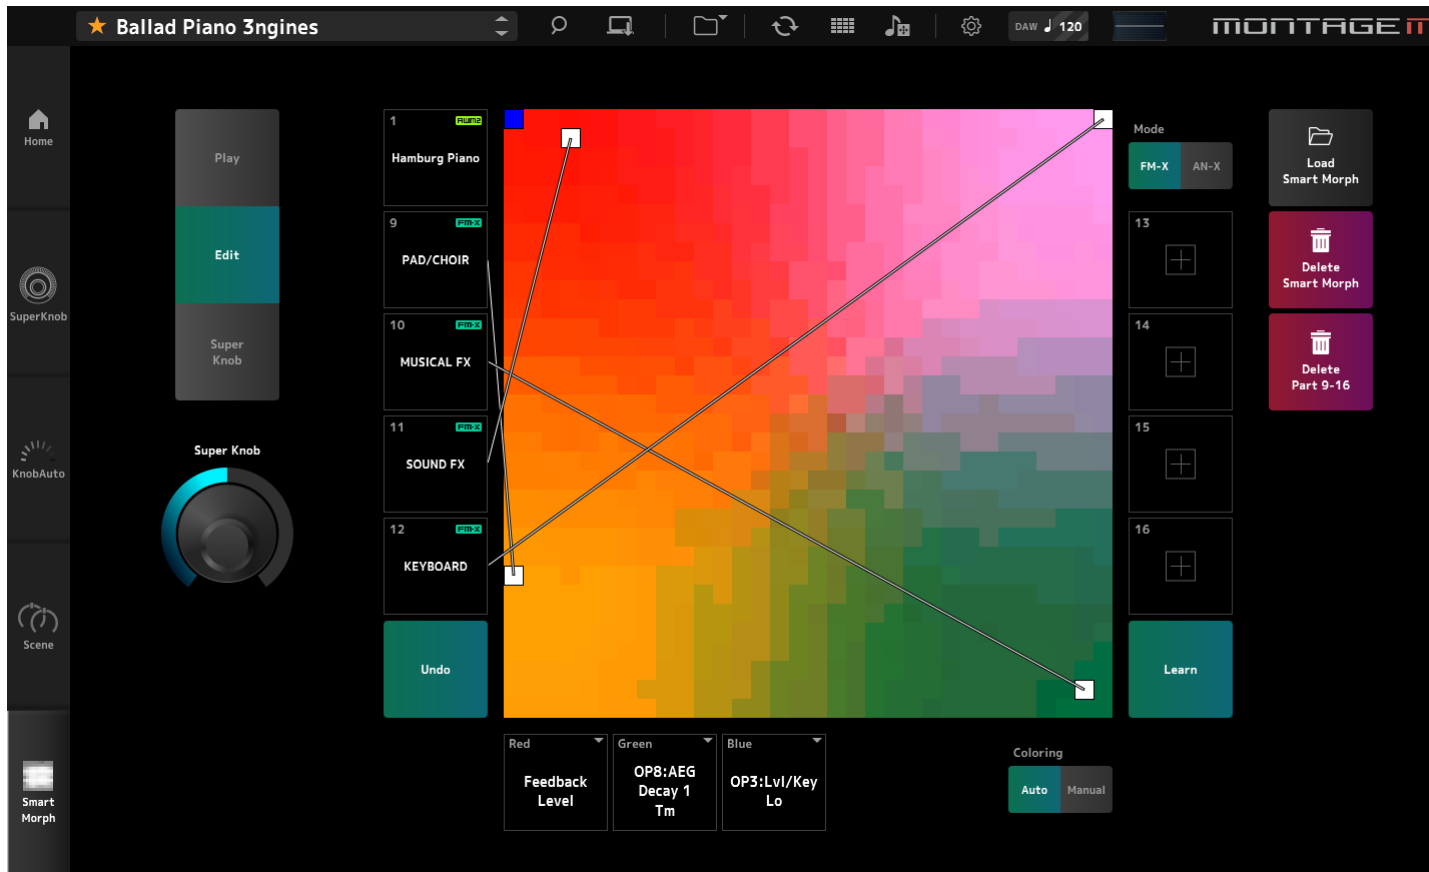 Ballad Piano 3ngines
DAW ♩ 120
MONTAGE m
Home
SuperKnob
KnobAuto
Scene
Smart
Morph
Play
Edit
Super
Knob
Super Knob
1 AWM2
Hamburg Piano
9 FM-X
PAD/CHOIR
10 FM-X
MUSICAL FX
11 FM-X
SOUND FX
12 FM-X
KEYBOARD
Undo
Mode
FM-X AN-X
13
14
15
16
Learn
Load
Smart Morph
Delete
Smart Morph
Delete
Part 9-16
Red
Feedback
Level
Green
OP8:AEG
Decay 1
Tm
Blue
OP3:Lvl/Key
Lo
Coloring
Auto Manual